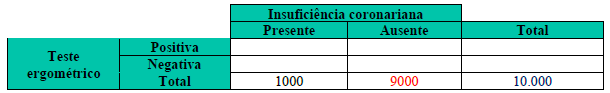 Insuficiência coronariana
Presente Ausente Total
Teste ergométrico Positiva
Negativa
Total 1000 9000 10.000